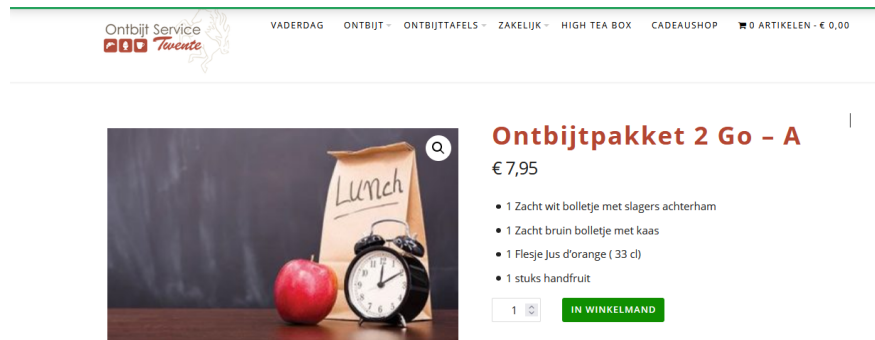 Ontbijt Service
Twente
VADERDAG ONTBIJT ONTBIJTTAFELS ZAKELIJK HIGH TEA BOX CADEAUSHOP 0 ARTIKELEN - € 0,00
Lunch
Ontbijtpakket 2 Go – A
€ 7,95
1 Zacht wit bolletje met slagers achterham
1 Zacht bruin bolletje met kaas
1 Flesje Jus d’orange ( 33 cl)
1 stuks handfruit
1
IN WINKELMAND